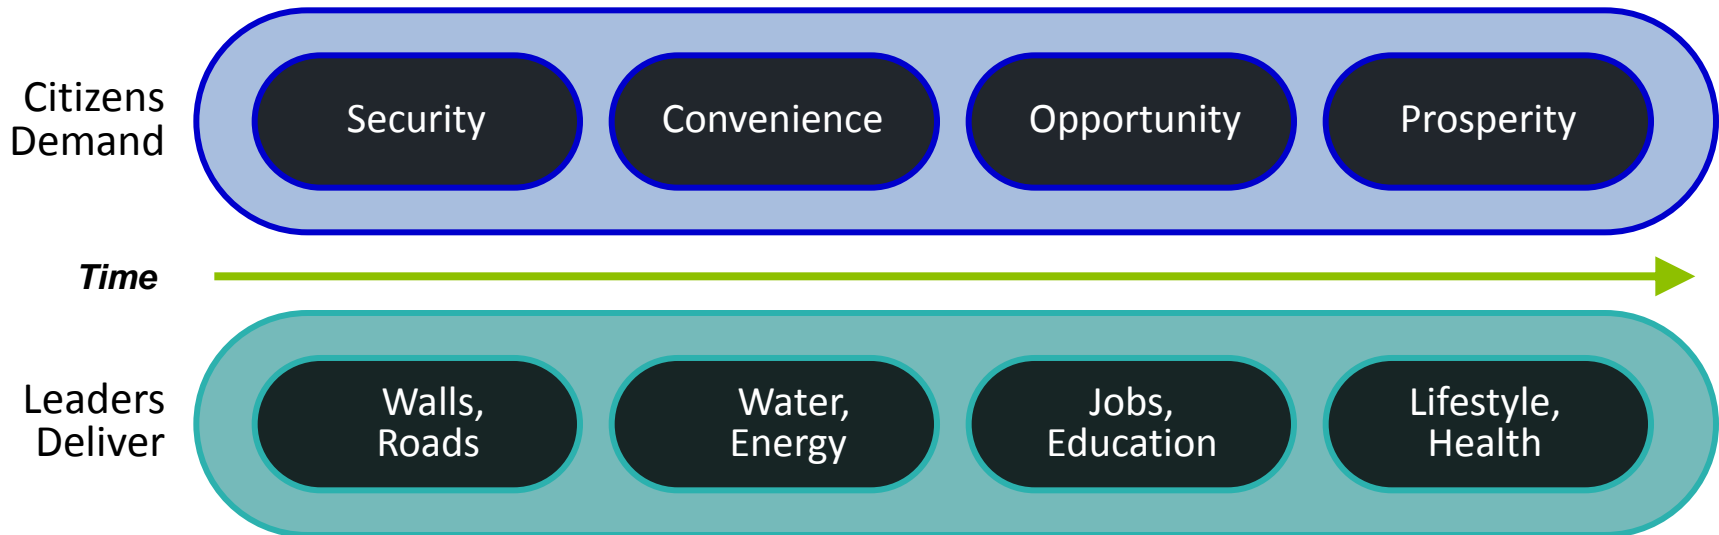 Citizens
Demand
Security
Convenience
Opportunity
Prosperity
Time
Leaders
Deliver
Walls,
Roads
Water,
Energy
Jobs,
Education
Lifestyle,
Health